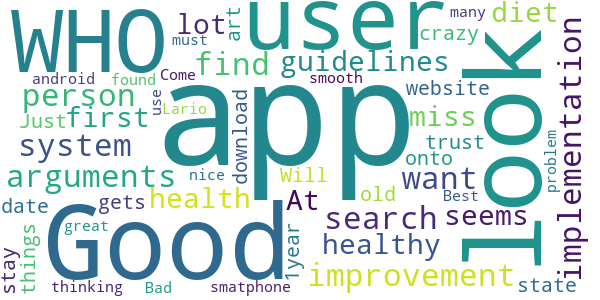 WHO
user
lot
art
many
diet
crazy
must
find
guidelines
look
implementation
android
found
Come
smooth
person
use
website
Just
first
Lario
app
download
miss
system
trust
problem
onto
arguments
nice
Will
want
health
At
old
Best
date
gets
Good
search
seems
things
great
1year
healthy
stay
improvement
state
thinking
Bad
smatphone